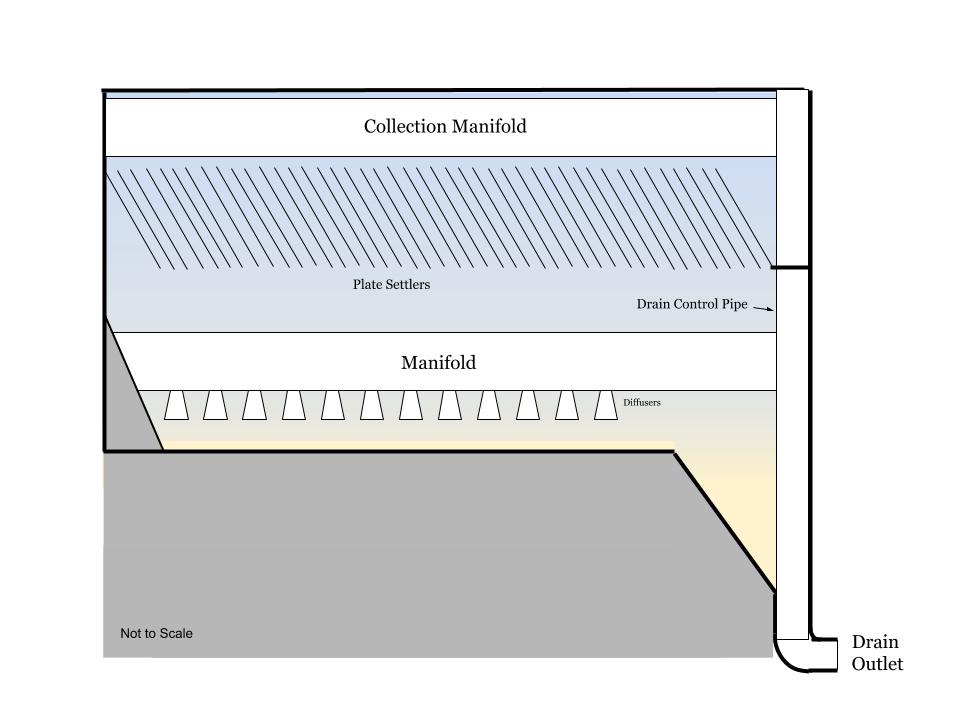 Collection Manifold
Plate Settlers
Drain Control Pipe
Manifold
Diffusers
Not to Scale
Drain
Outlet